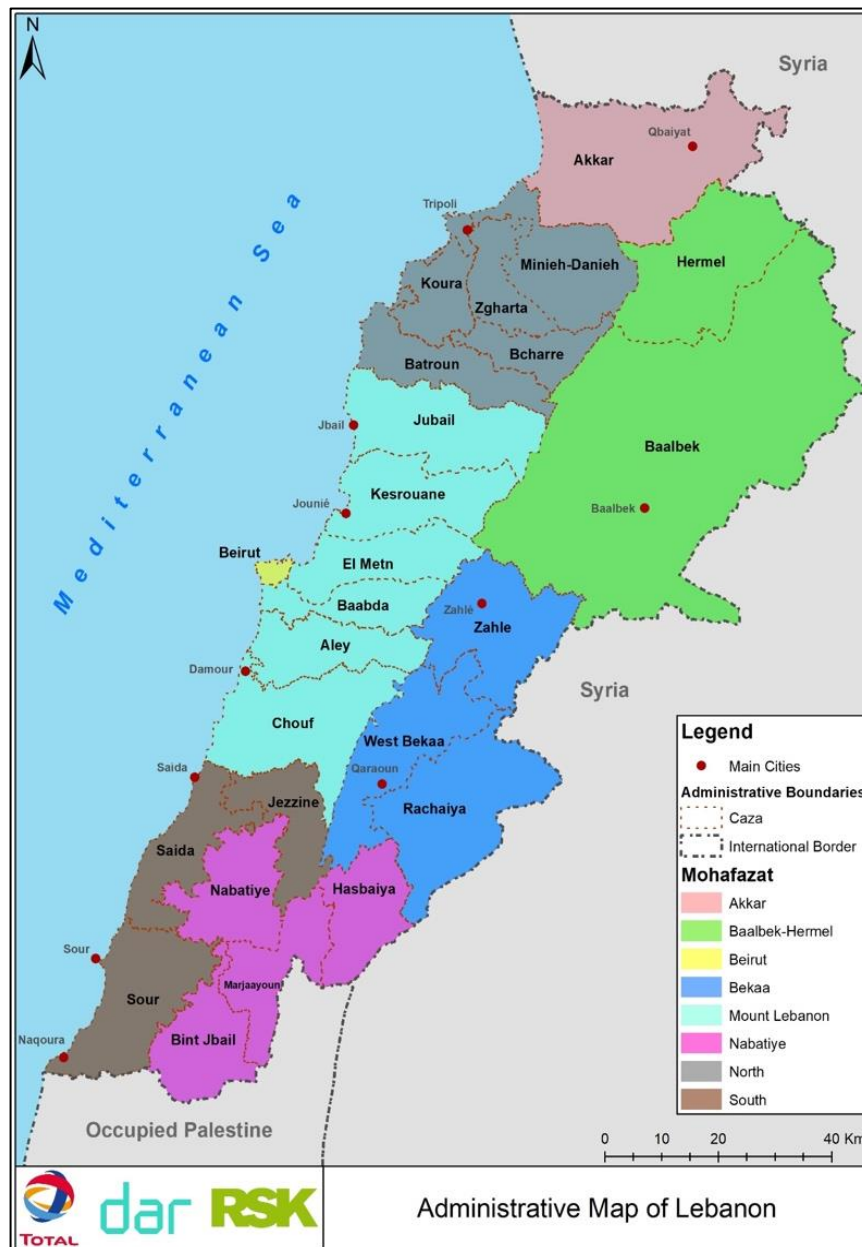 N
Syria
Qbaiyat
Akkar
Tripoli
Minieh-Danieh
Hermel
Koura
Zgharta
Bcharre
Batroun
Mediterranean Sea
Jbail
Jubail
Baalbek
Kesrouane
Jounié
Baalbek
Beirut
El Metn
Baabda
Zahlé
Zahle
Aley
Damour
Syria
Chouf
West Bekaa
Saida
Qaraoun
Jezzine
Rachaiya
Saida
Nabatiye
Hasbaiya
Sour
Marjaayoun
Sour
Bint Jbail
Naqoura
Occupied Palestine
Legend
Main Cities
Administrative Boundaries
Caza
International Border
Mohafazat
Akkar
Baalbek-Hermel
Beirut
Bekaa
Mount Lebanon
Nabatiye
North
South
0 10 20 40 Km
TOTAL
dar
RSK
Administrative Map of Lebanon